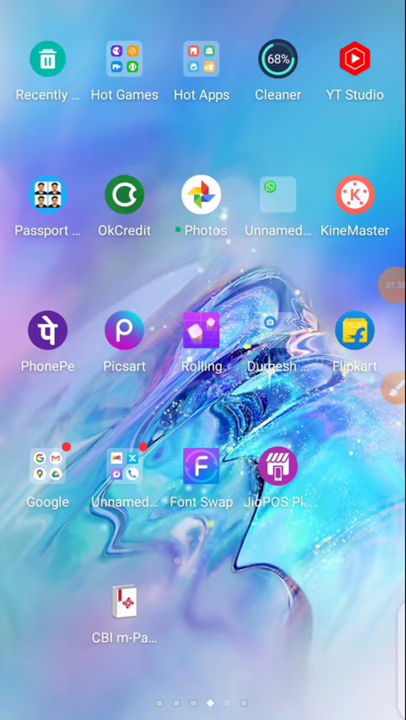 68%
Recently ...
Hot Games
Hot Apps
Cleaner
YT Studio
Passport ...
OkCredit
Photos
Unnamed...
KineMaster
पे
PhonePe
Picsart
Rolling
Durgesh ...
Flipkart
Google
Unnamed...
Font Swap
JioPOS Pl...
CBI m-Pa...